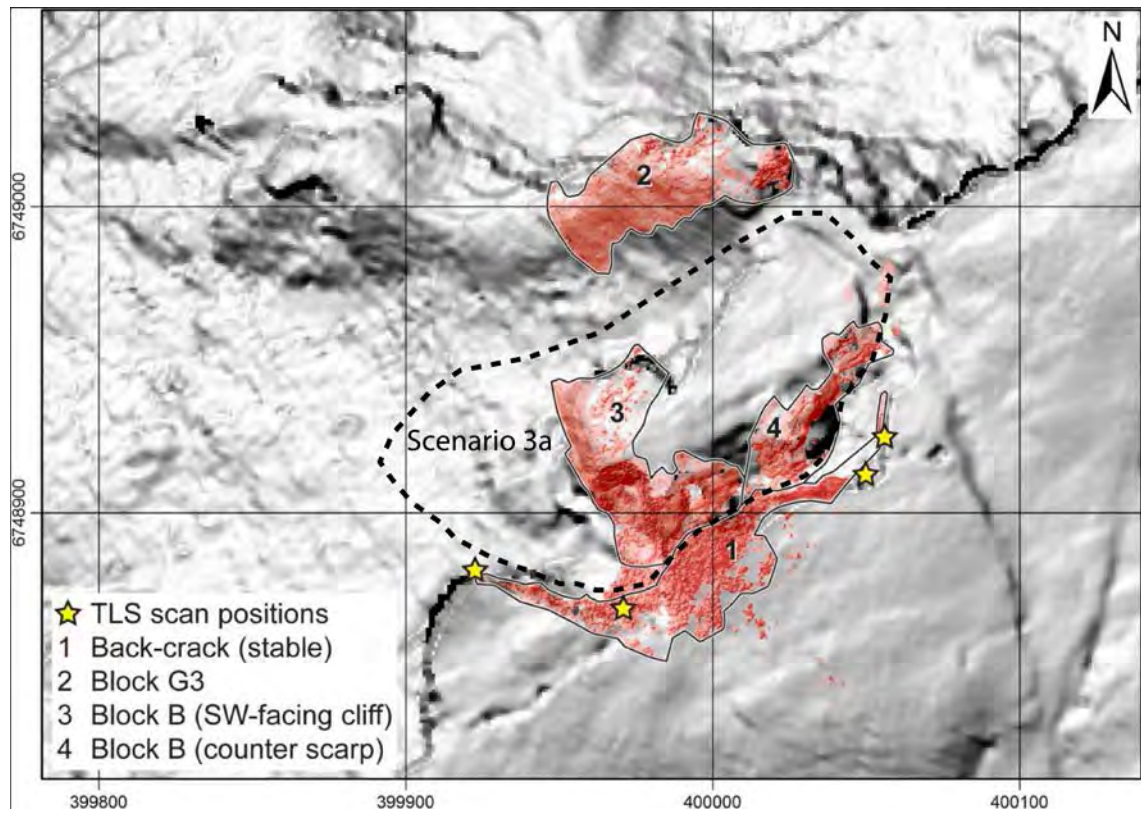 N
2
6749000
3
Scenario 3a
4
6748900
1
TLS scan positions
1 Back-crack (stable)
2 Block G3
3 Block B (SW-facing cliff)
4 Block B (counter scarp)
399800 399900 400000 400100